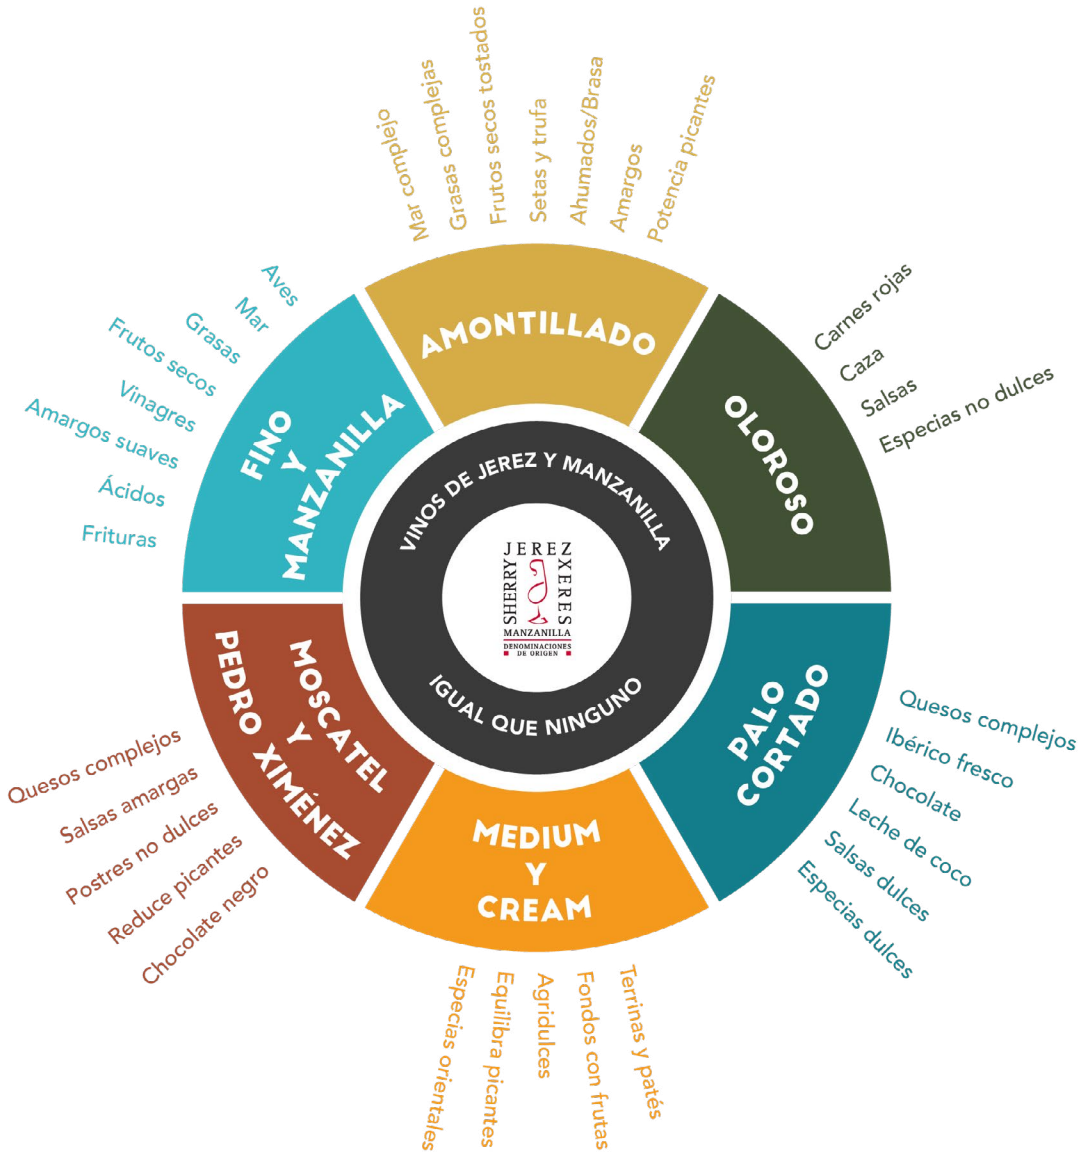 Mar complejo
Grasas complejas
Frutos secos tostados
Setas y trufa
Ahumados/Brasa
Amargos
Potencia picantes
AMONTILLADO
Carnes rojas
Caza
Salsas
Especias no dulces
OLOROSO
Quesos complejos
Ibérico fresco
Chocolate
Leche de coco
Salsas dulces
Especias dulces
PALO
CORTADO
Terrinas y patés
Fondos con frutas
Agridulces
Equilibra picantes
Especias orientales
MEDIUM
Y
CREAM
Chocolate negro
Reduce picantes
Postres no dulces
Salsas amargas
Quesos complejos
MOSCATEL
Y
PEDRO XIMÉNEZ
Frituras
Ácidos
Amargos suaves
Vinagres
Frutos secos
Grasas
Mar
Aves
FINO
Y
MANZANILLA
VINOS DE JEREZ Y MANZANILLA
IGUAL QUE NINGUNO
JEREZ
XERES
SHERRY
MANZANILLA
DENOMINACIONES
DE ORIGEN